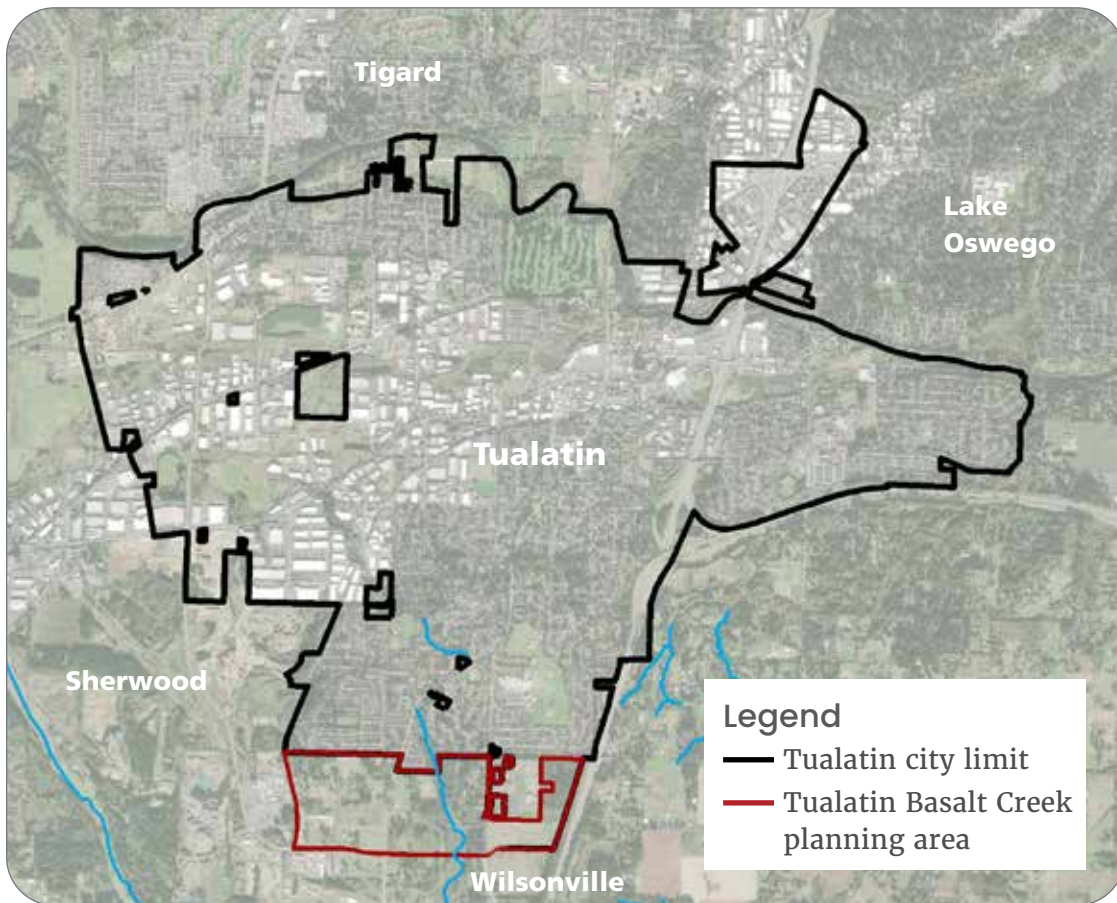 Tigard
Lake
Oswego
Tualatin
Sherwood
Wilsonville
Legend
Tualatin city limit
Tualatin Basalt Creek
planning area